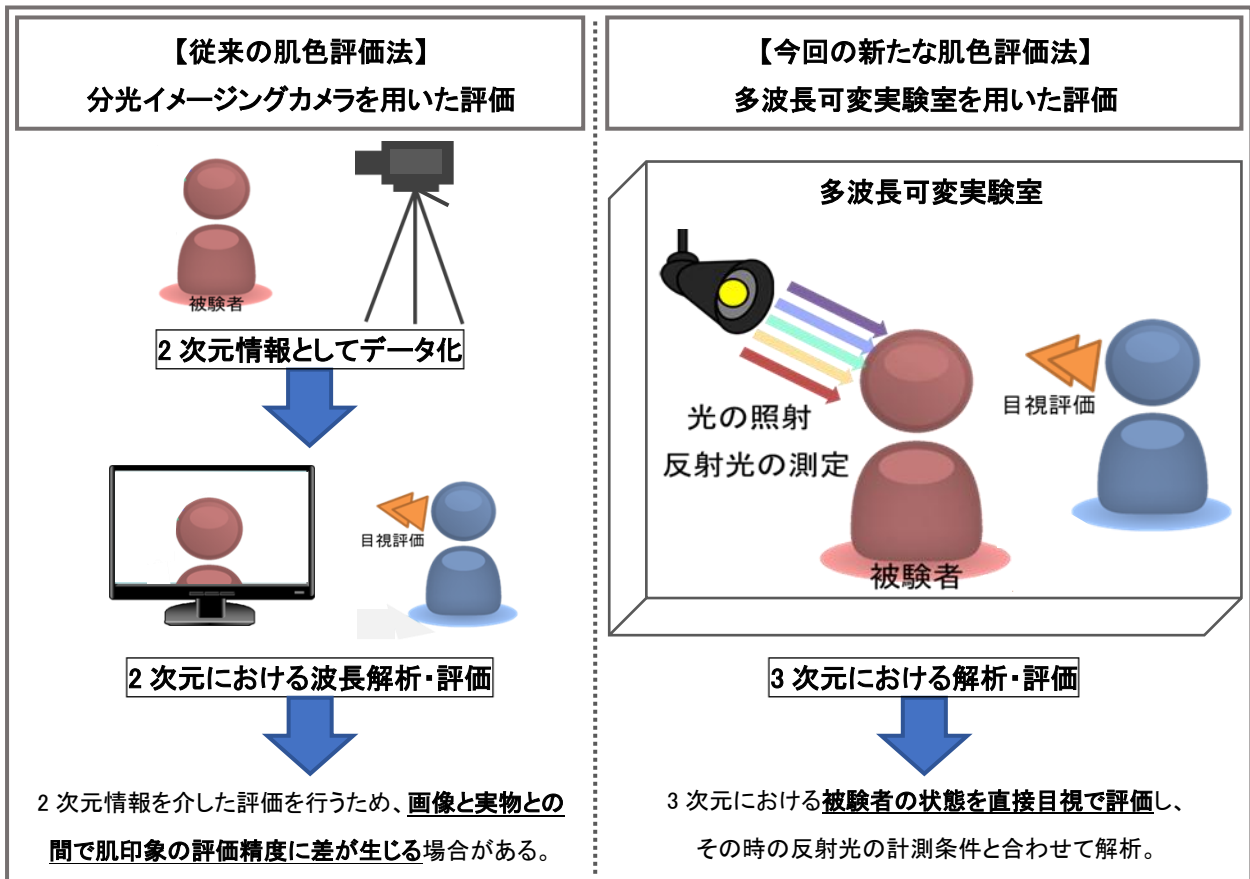 【従来の肌色評価法】
分光イメージングカメラを用いた評価
被験者
2 次元情報としてデータ化
目視評価
2 次元における波長解析・評価
2 次元情報を介した評価を行うため、画像と実物との
間で肌印象の評価精度に差が生じる場合がある。
【今回の新たな肌色評価法】
多波長可変実験室を用いた評価
多波長可変実験室
光の照射
反射光の測定
目視評価
被験者
3 次元における解析・評価
3 次元における被験者の状態を直接目視で評価し、
その時の反射光の計測条件と合わせて解析。